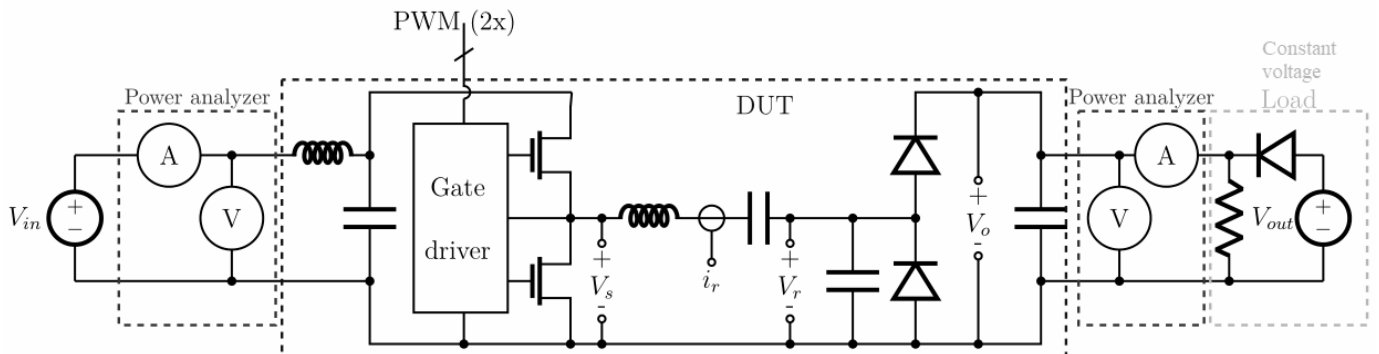 PWM (2x)
Constant
voltage
Load
Power analyzer
DUT
Power analyzer
A
A
Gate
driver
V_in
+
-
V
+
V_s
-
i_r
+
V_r
-
+
V_o
-
V
V_out
+
-